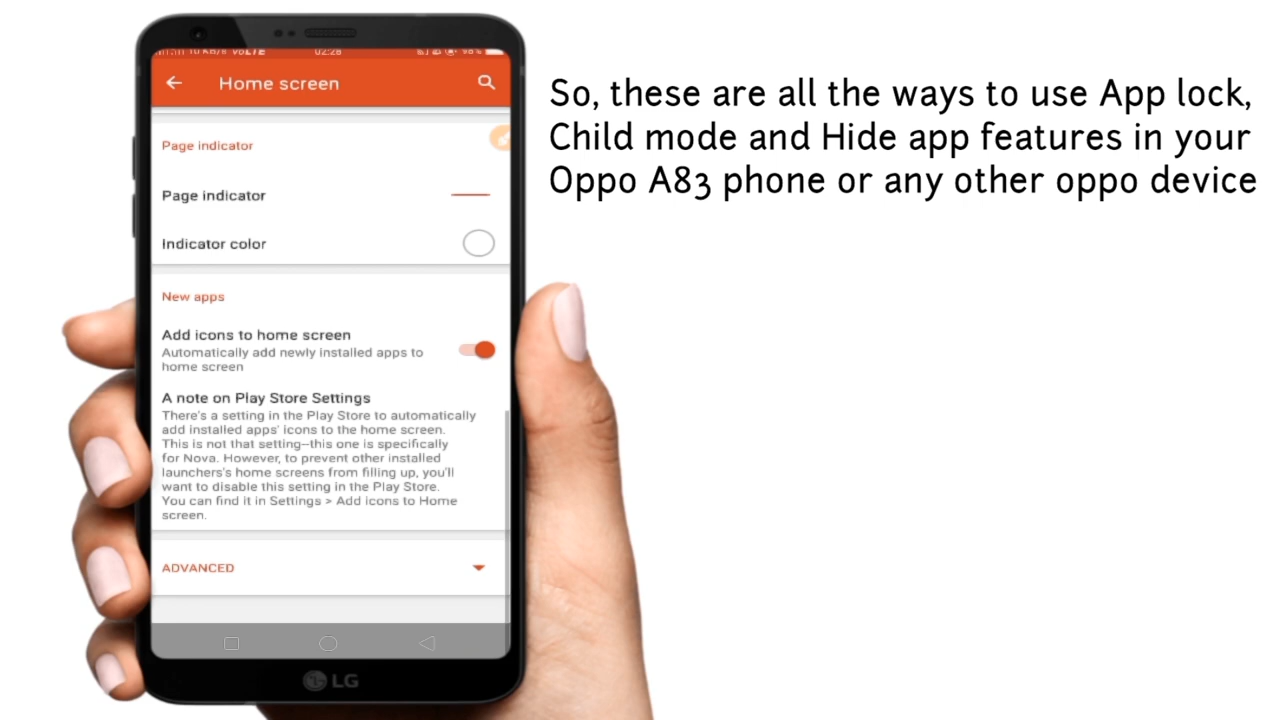 VoLTE 02:28
Home screen
So, these are all the ways to use App lock,
Child mode and Hide app features in your
Oppo A83 phone or any other oppo device
Page indicator
Page indicator
Indicator color
New apps
Add icons to home screen
Automatically add newly installed apps to
home screen
A note on Play Store Settings
There's a setting in the Play Store to automatically
add installed apps' icons to the home screen.
This is not that setting—this one is specifically
for Nova. However, to prevent other installed
launchers's home screens from filling up, you'll
want to disable this setting in the Play Store.
You can find it in Settings > Add icons to Home
screen.
ADVANCED
LG